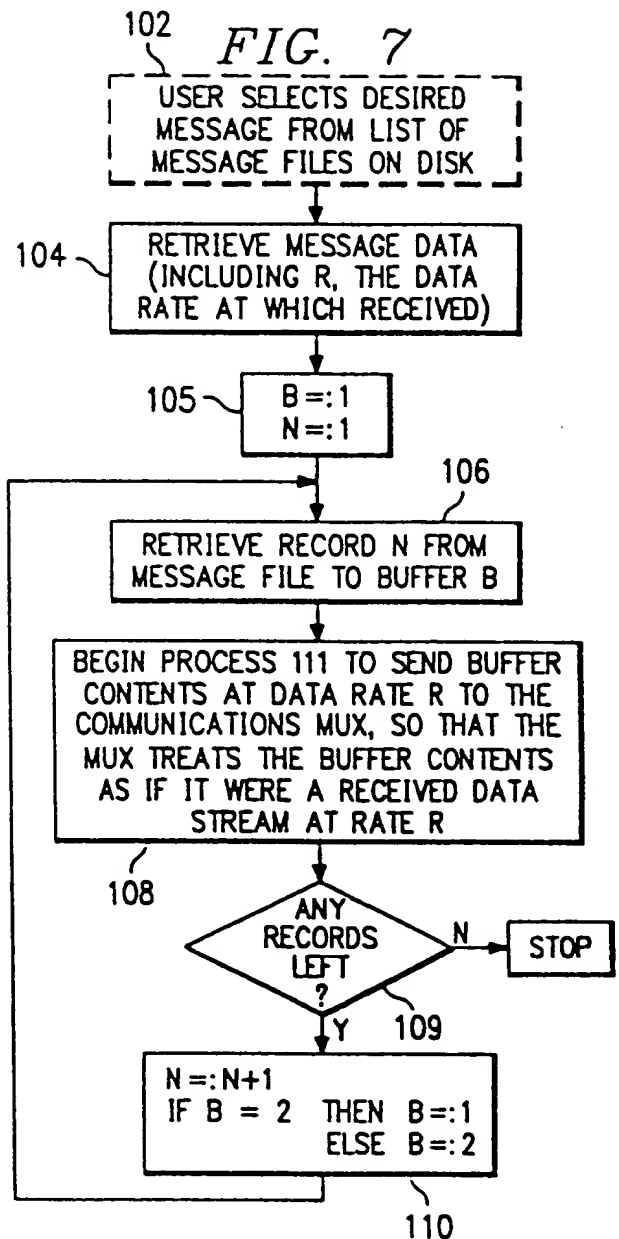 FIG. 7
102
USER SELECTS DESIRED
MESSAGE FROM LIST OF
MESSAGE FILES ON DISK
104
RETRIEVE MESSAGE DATA
(INCLUDING R, THE DATA
RATE AT WHICH RECEIVED)
105
B=:1
N=:1
106
RETRIEVE RECORD N FROM
MESSAGE FILE TO BUFFER B
BEGIN PROCESS 111 TO SEND BUFFER
CONTENTS AT DATA RATE R TO THE
COMMUNICATIONS MUX, SO THAT THE
MUX TREATS THE BUFFER CONTENTS
AS IF IT WERE A RECEIVED DATA
STREAM AT RATE R
108
ANY
RECORDS
LEFT
?
N
STOP
109
Y
N=:N+1
IF B = 2 THEN B=:1
ELSE B=:2
110